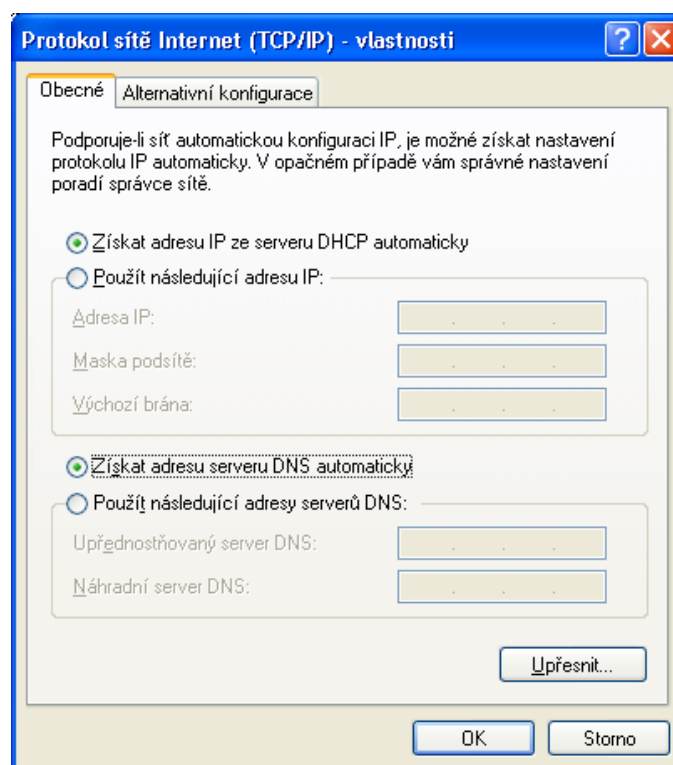 Protokol sítě Internet (TCP/IP) - vlastnosti
Obecné
Alternativní konfigurace
Podporuje-li síť automatickou konfiguraci IP, je možné získat nastavení
protokolu IP automaticky. V opačném případě vám správné nastavení
poradí správce sítě.
Získat adresu IP ze serveru DHCP automaticky
Použít následující adresu IP:
Adresa IP:
Maska podsítě:
Výchozí brána:
Získat adresu serveru DNS automaticky
Použít následující adresy serverů DNS:
Upřednostňovaný server DNS:
Náhradní server DNS:
Upřesnit...
OK
Storno